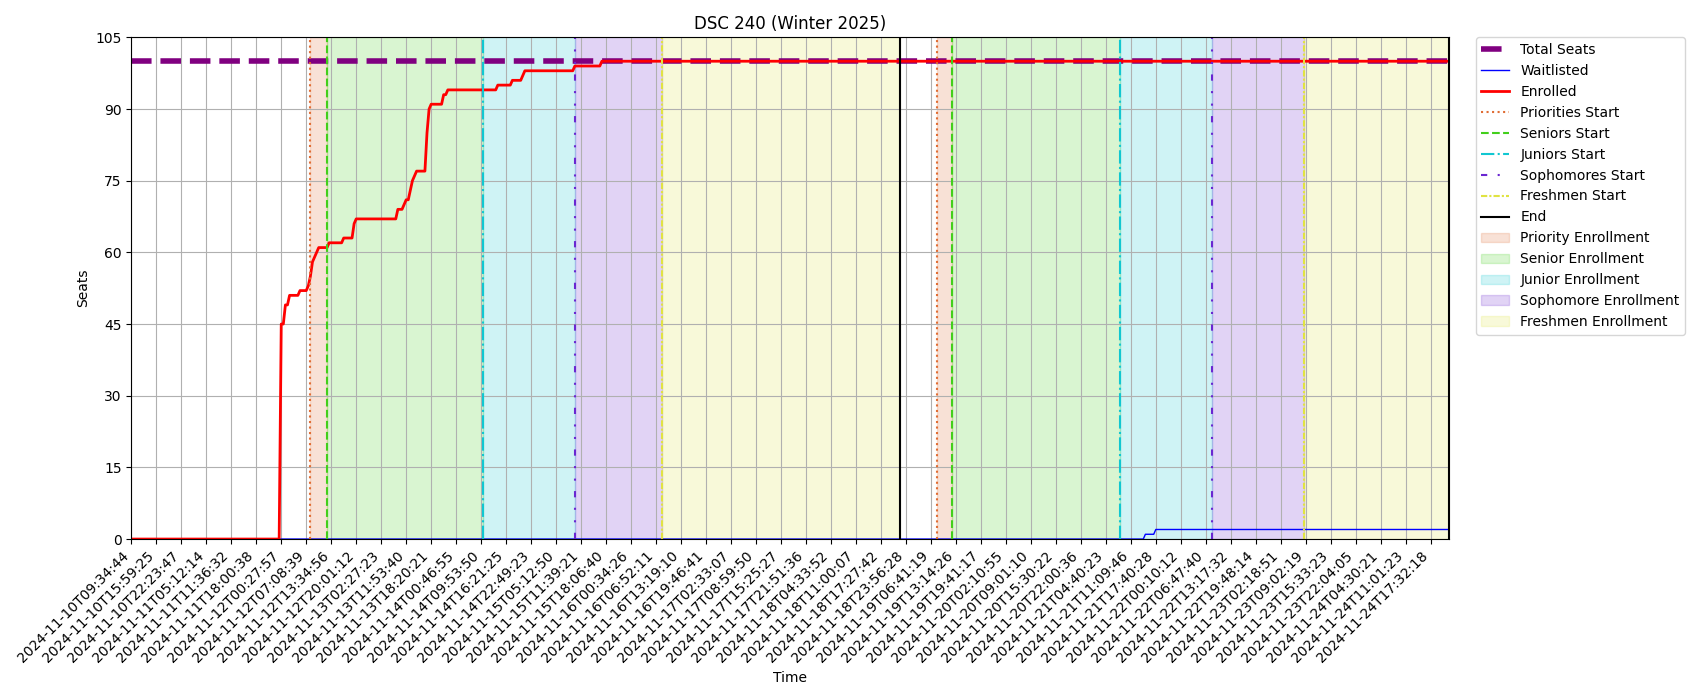 DSC 240 (Winter 2025)
105
90
75
60
45
30
15
0
Seats
2024-11-10T09:34:44
2024-11-10T15:59:25
2024-11-10T22:23:47
2024-11-11T05:12:14
2024-11-11T11:36:32
2024-11-11T18:00:38
2024-11-12T00:27:57
2024-11-12T07:08:39
2024-11-12T13:34:56
2024-11-12T20:01:12
2024-11-13T02:27:23
2024-11-13T11:53:40
2024-11-13T18:20:21
2024-11-14T00:46:55
2024-11-14T09:53:50
2024-11-14T16:21:25
2024-11-14T22:49:23
2024-11-15T05:12:50
2024-11-15T11:39:21
2024-11-15T18:06:40
2024-11-16T00:34:26
2024-11-16T06:52:11
2024-11-16T13:19:10
2024-11-16T19:46:41
2024-11-17T02:33:07
2024-11-17T08:59:50
2024-11-17T15:25:27
2024-11-17T21:51:36
2024-11-18T04:33:52
2024-11-18T11:00:07
2024-11-18T17:27:42
2024-11-18T23:56:28
2024-11-19T06:41:19
2024-11-19T13:14:26
2024-11-19T19:41:17
2024-11-20T02:10:55
2024-11-20T09:01:10
2024-11-20T15:30:22
2024-11-20T22:00:36
2024-11-21T04:40:23
2024-11-21T11:09:46
2024-11-21T17:40:28
2024-11-22T00:10:12
2024-11-22T06:47:40
2024-11-22T13:17:32
2024-11-22T19:48:14
2024-11-23T02:18:51
2024-11-23T09:02:19
2024-11-23T15:33:23
2024-11-23T22:04:05
2024-11-24T04:30:21
2024-11-24T11:01:23
2024-11-24T17:32:18
Time
Total Seats
Waitlisted
Enrolled
Priorities Start
Seniors Start
Juniors Start
Sophomores Start
Freshmen Start
End
Priority Enrollment
Senior Enrollment
Junior Enrollment
Sophomore Enrollment
Freshmen Enrollment